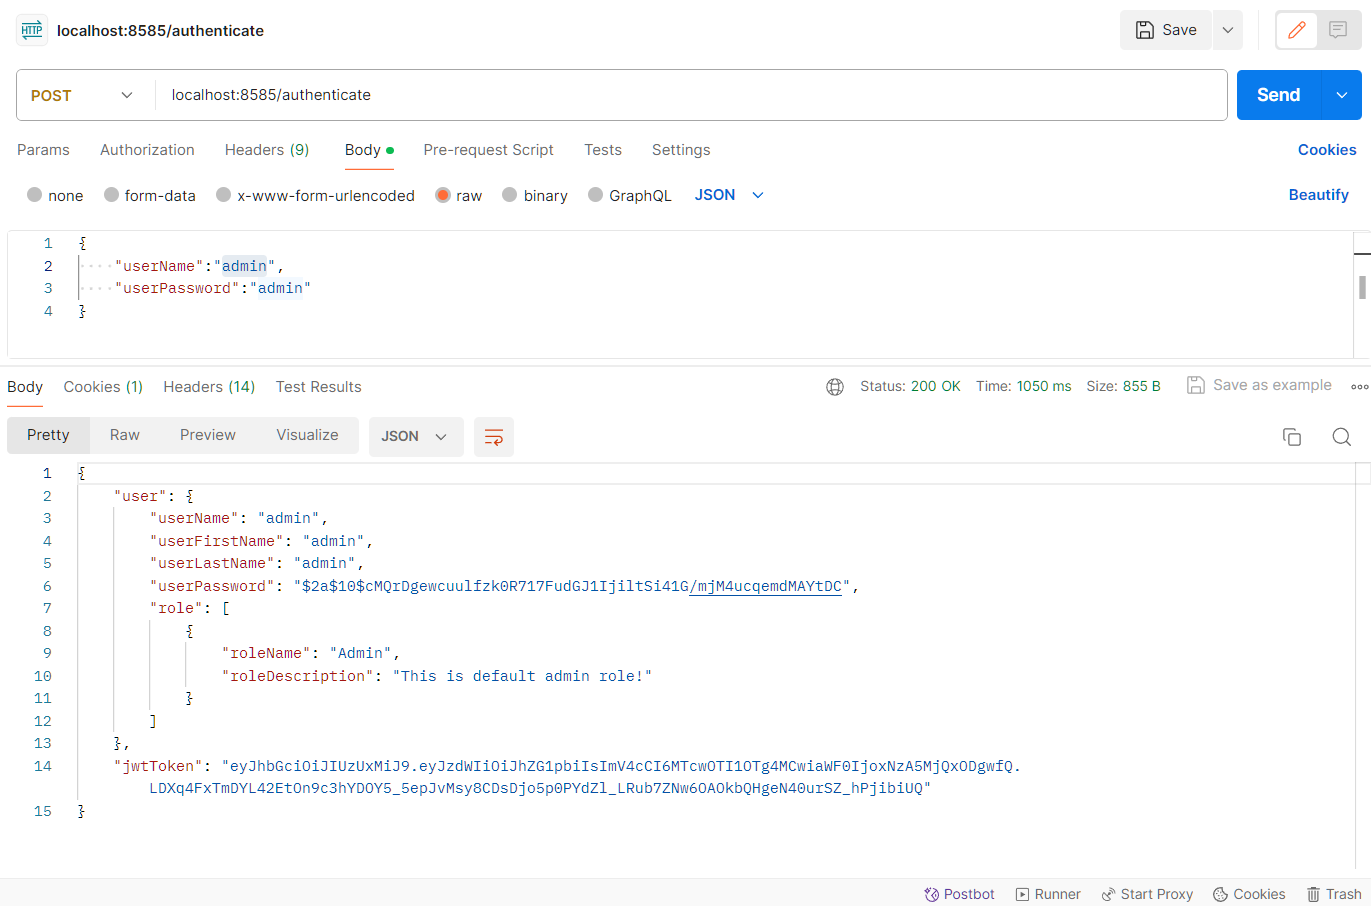 HTTP localhost:8585/authenticate Save
POST localhost:8585/authenticate Send
Params Authorization Headers (9) Body Pre-request Script Tests Settings Cookies
none form-data x-www-form-urlencoded raw binary GraphQL JSON Beautify
1 {
2 ····"userName":"admin",
3 ····"userPassword":"admin"
4 }
Body Cookies (1) Headers (14) Test Results Status: 200 OK Time: 1050 ms Size: 855 B Save as example
Pretty Raw Preview Visualize JSON
1 {
2 "user": {
3 "userName": "admin",
4 "userFirstName": "admin",
5 "userLastName": "admin",
6 "userPassword": "$2a$10$cMQrDgewcuulfzk0R717FudGJ1IjiltSi41G/mjM4ucqemdMAYtDC",
7 "role": [
8 {
9 "roleName": "Admin",
10 "roleDescription": "This is default admin role!"
11 }
12 ]
13 },
14 "jwtToken": "eyJhbGciOiJIUzUxMiJ9.eyJzdWIiOiJhZG1pbiIsImV4cCI6MTcwOTI1OTg4MCwiaWF0IjoxNzA5MjQxODgwfQ.
LDXq4FxTmDYL42EtOn9c3hYDOY5_5epJvMsy8CDsDjo5p0PYdZl_LRub7ZNw6OAOkbQHgeN40urSZ_hPjibiUQ"
15 }
Postbot Runner Start Proxy Cookies Trash